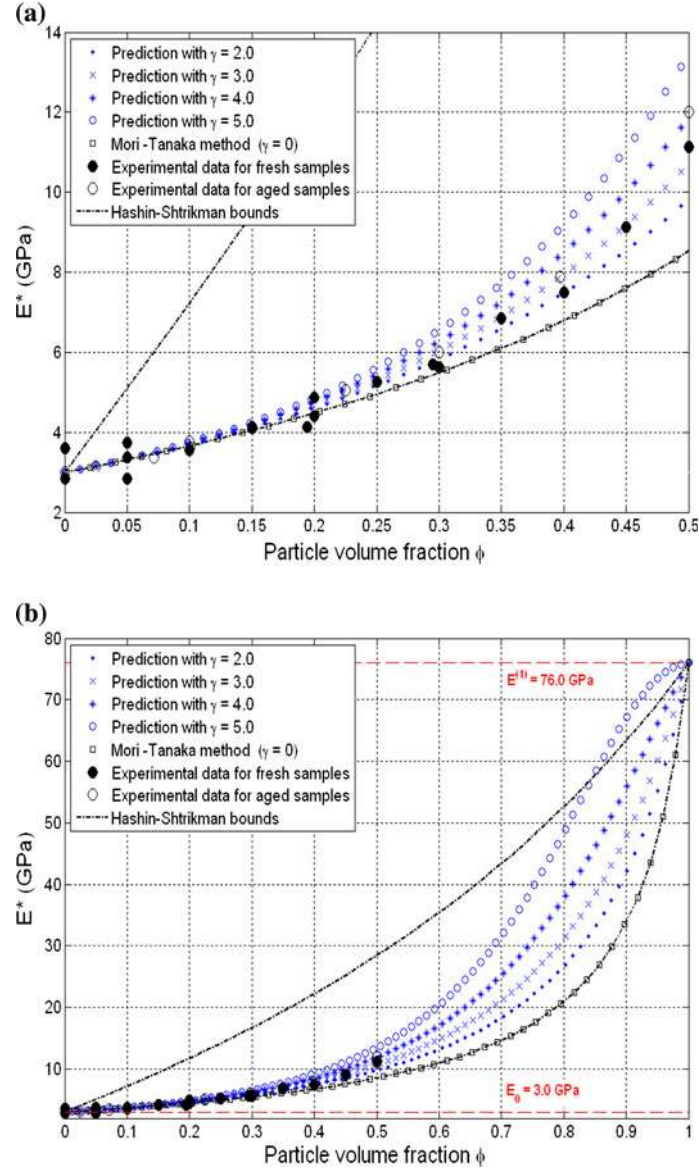 (a)
14
12
10
8
6
4
2
E* (GPa)
Prediction with γ = 2.0
Prediction with γ = 3.0
Prediction with γ = 4.0
Prediction with γ = 5.0
Mori -Tanaka method (γ = 0)
Experimental data for fresh samples
Experimental data for aged samples
Hashin-Shtrikman bounds
0 0.05 0.1 0.15 0.2 0.25 0.3 0.35 0.4 0.45 0.5
Particle volume fraction ϕ
(b)
80
70
60
50
40
30
20
10
0
E* (GPa)
Prediction with γ = 2.0
Prediction with γ = 3.0
Prediction with γ = 4.0
Prediction with γ = 5.0
Mori -Tanaka method (γ = 0)
Experimental data for fresh samples
Experimental data for aged samples
Hashin-Shtrikman bounds
E⁽¹⁾ = 76.0 GPa
E₀ = 3.0 GPa
0 0.1 0.2 0.3 0.4 0.5 0.6 0.7 0.8 0.9 1
Particle volume fraction ϕ